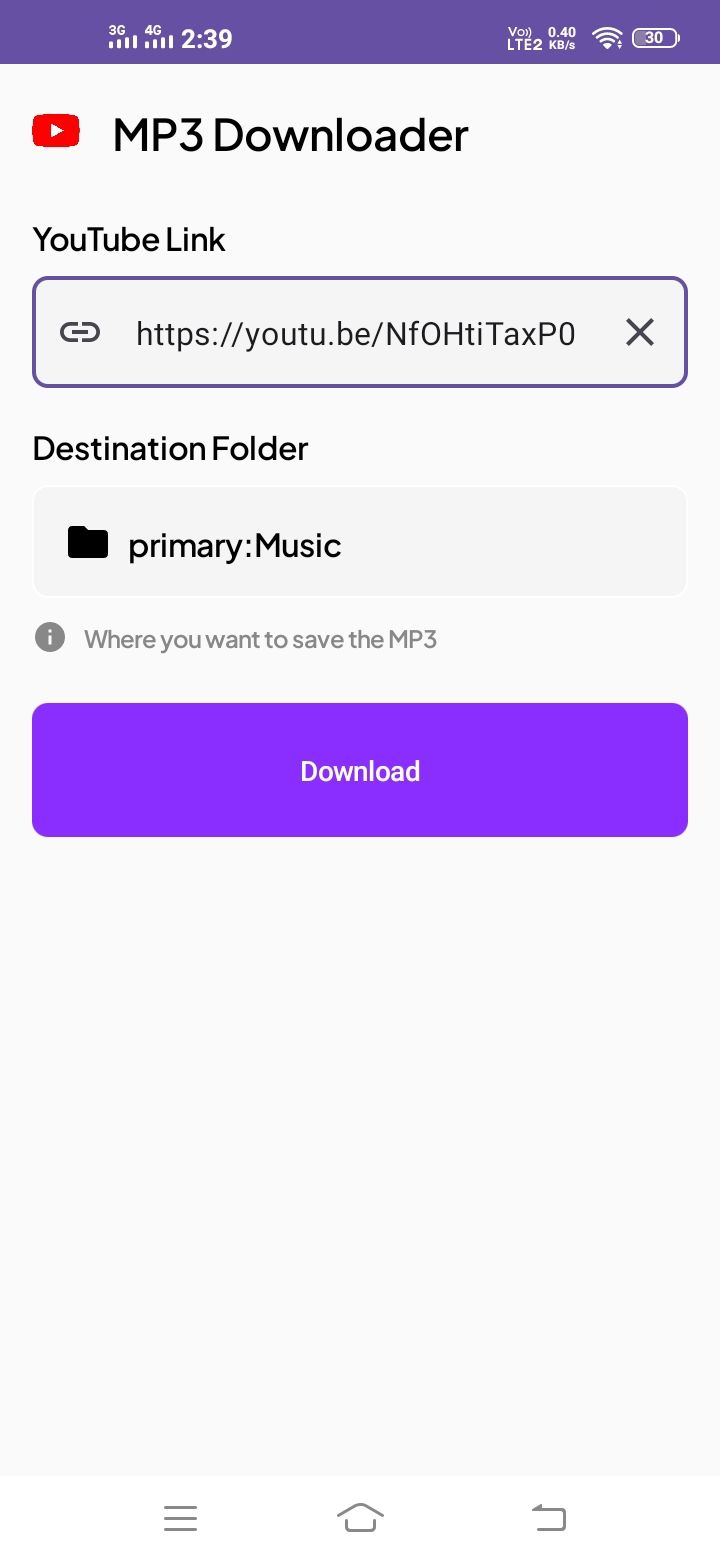 3G 4G 2:39 Vo)) LTE2 0.40 KB/s 30
MP3 Downloader
YouTube Link
https://youtu.be/NfOHtiTaxP0
Destination Folder
primary:Music
Where you want to save the MP3
Download